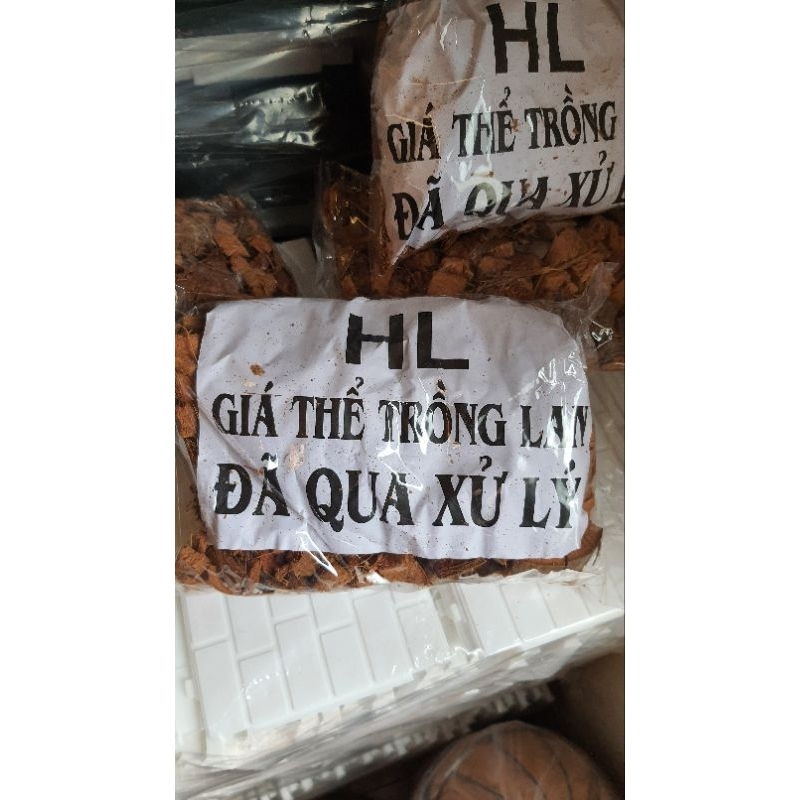 HL
GIÁ THỂ TRỒNG
ĐÃ QUA XỬ
HL
GIÁ THỂ TRỒNG LAN
ĐÃ QUA XỬ LÝ